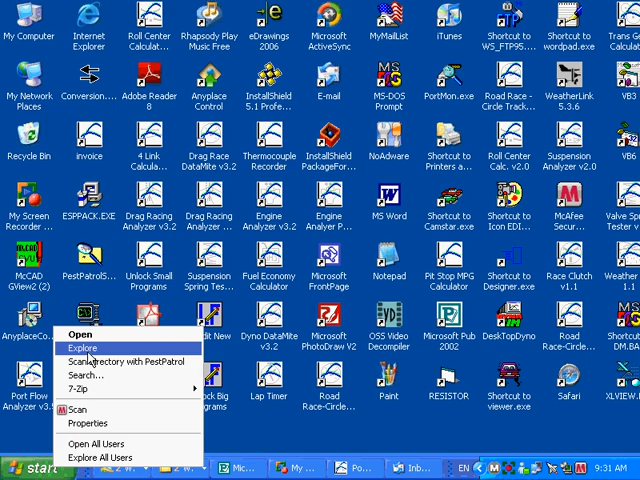 My Computer
Internet
Explorer
Roll Center
Calculat...
Rhapsody Play
Music Free
eDrawings
2006
Microsoft
ActiveSync
MyMailList
iTunes
Shortcut to
WS_FTP95....
Shortcut to
wordpad.exe
Trans Ge
Calculat
My Network
Places
Conversion....
Adobe Reader
8
Anyplace
Control
InstallShield
5.1 Profe...
E-mail
MS-DOS
Prompt
PortMon.exe
Road Race -
Circle Track...
WeatherLink
5.3.6
VB3
Recycle Bin
invoice
4 Link
Calcula...
Drag Race
DataMite v3.2
Thermocouple
Recorder
InstallShield
PackageFor...
NoAdware
Shortcut to
Printers a...
Roll Center
Calc. v2.0
Suspension
Analyzer v2.0
VB6
My Screen
Recorder ...
ESPPACK.EXE
Drag Racing
Analyzer v3.2
Drag Racing
Analyzer ...
Engine
Analyzer v3.2
Engine
Analyzer P...
MS Word
Shortcut to
Camstar.exe
Shortcut to
Icon EDI...
McAfee
Secur...
Valve Sp
Tester v
McCAD
GView2 (2)
PestPatrolS...
Unlock Small
Programs
Suspension
Spring Tes...
Fuel Economy
Calculator
Microsoft
FrontPage
Notepad
Pit Stop MPG
Calculator
Shortcut to
Designer.exe
Race Clutch
v1.1
Weather
1.1
AnyplaceCo...
dit New
Dyno DataMite
v3.2
Microsoft
PhotoDraw V2
OSS Video
Decompiler
Microsoft
Pub 2002
DeskTopDyno
Road
Race-Circle...
MS-DO
Prom
Port Flow
Analyzer v3.5
ock Big
ograms
Lap Timer
Road
Race-Circle...
Paint
RESISTOR
Shortcut to
viewer.exe
Safari
XLVIEW.
Open
Explore
Scan directory with PestPatrol
Search...
7-Zip
Scan
Properties
Open All Users
Explore All Users
start
2 W..
2 W..
Mic...
My ...
Po...
Inb...
EN
9:31 AM